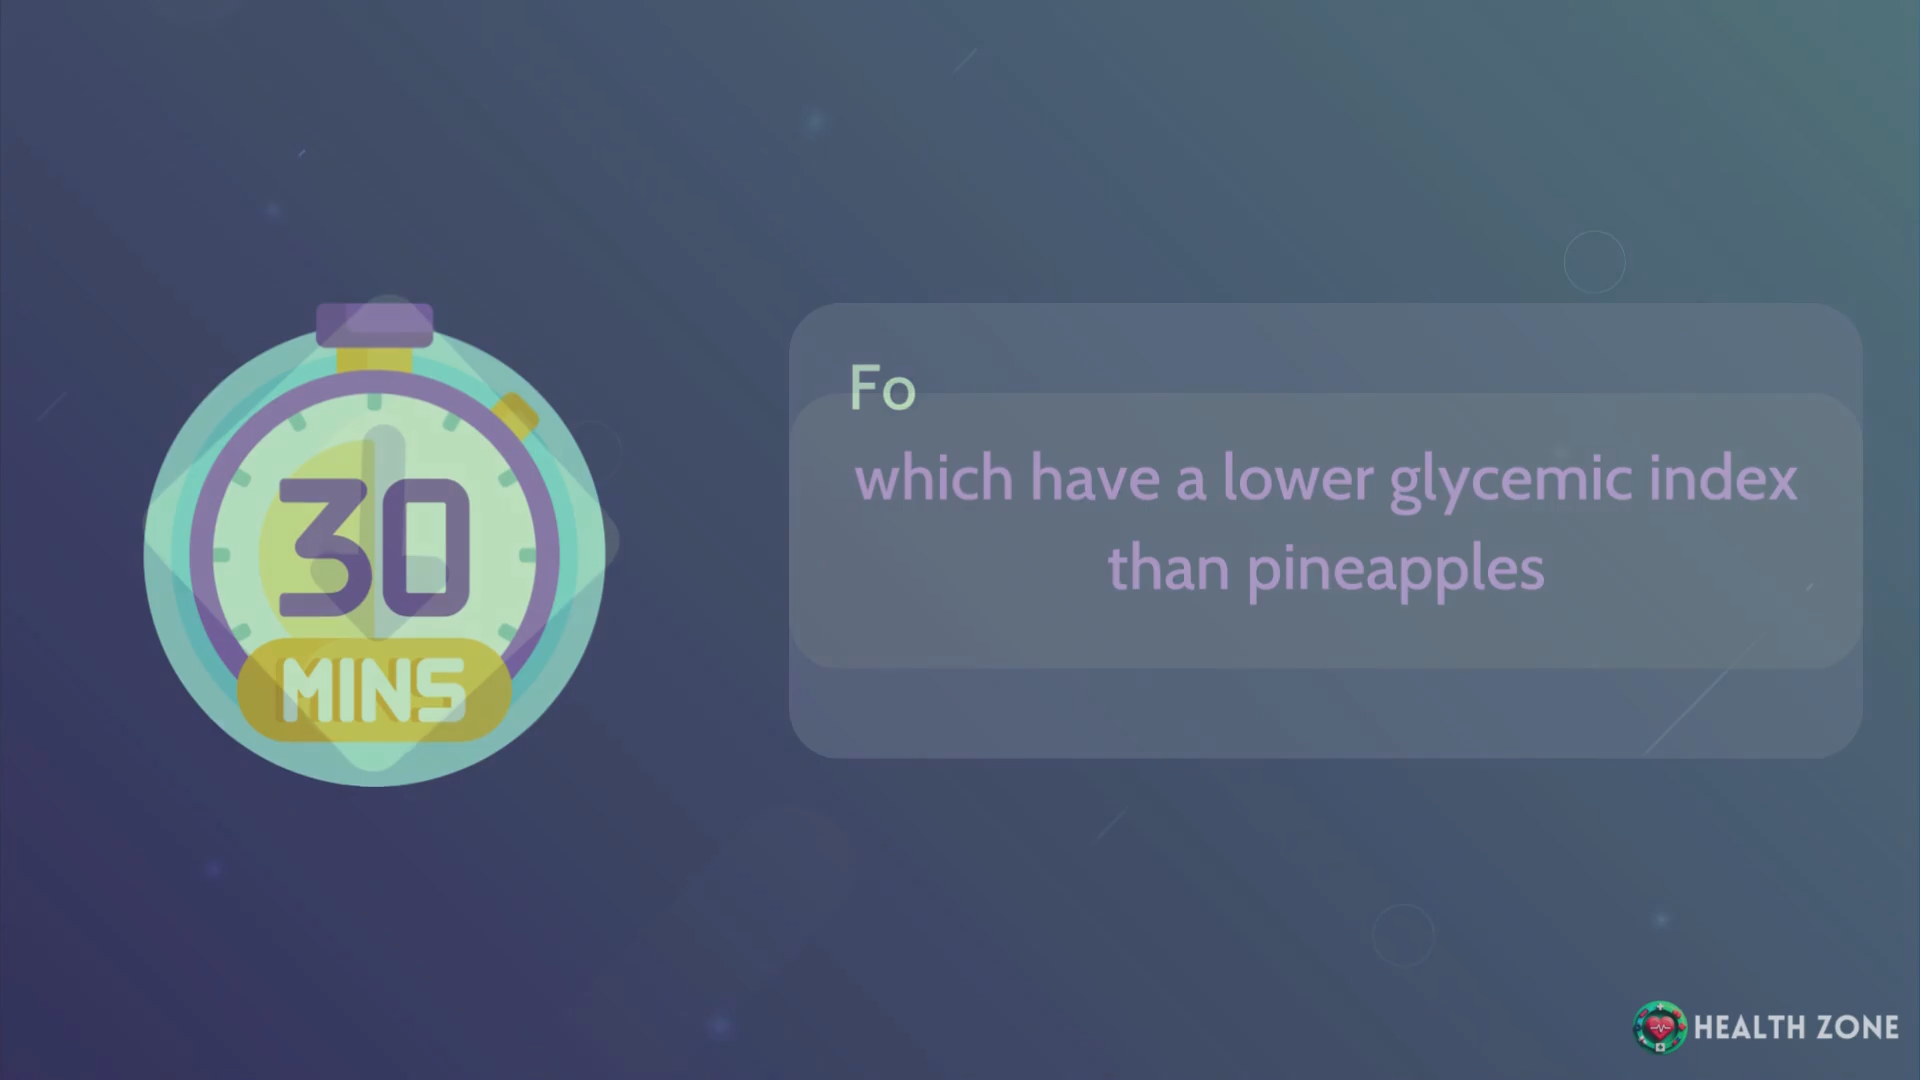 30
MINS
Fo
which have a lower glycemic index
than pineapples
HEALTH ZONE